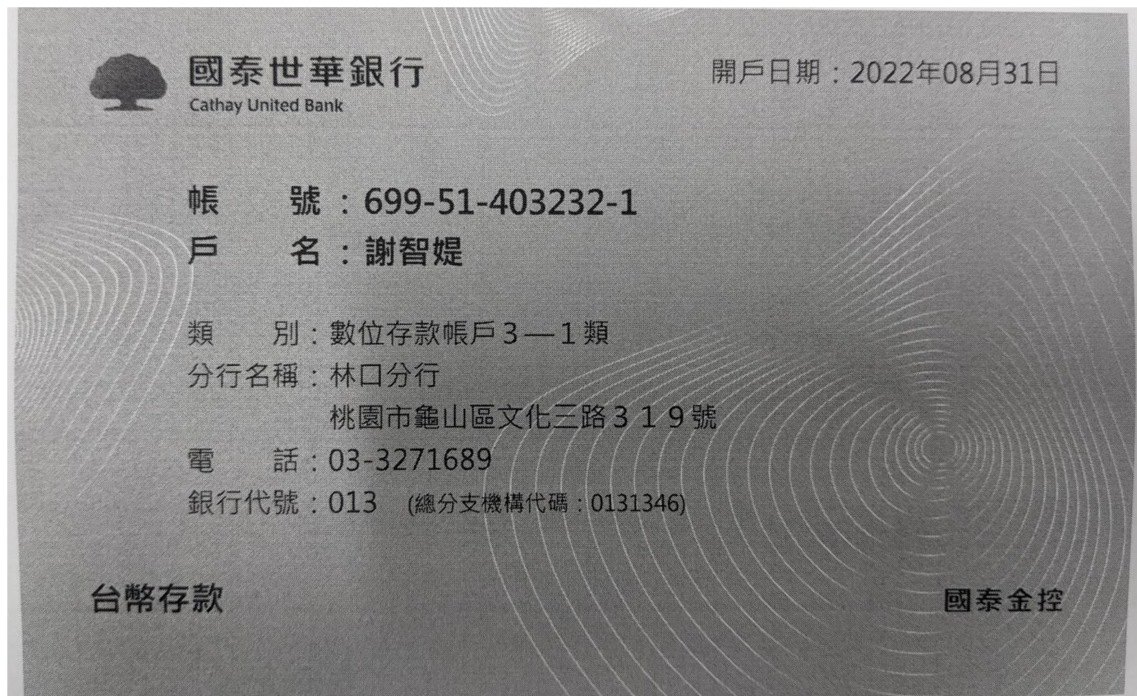 國泰世華銀行
Cathay United Bank
開戶日期：2022年08月31日
帳　　號：699-51-403232-1
戶　　名：謝智媞
類　　別：數位存款帳戶３—１類
分行名稱：林口分行
桃園市龜山區文化三路３１９號
電　　話：03-3271689
銀行代號：013 (總分支機構代碼：0131346)
台幣存款
國泰金控